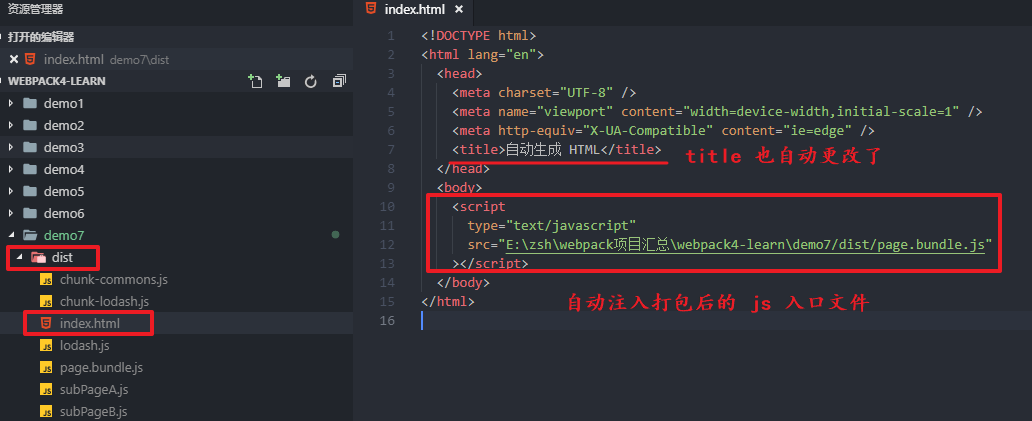 资源管理器
打开的编辑器
index.html demo7\dist
WEBPACK4-LEARN
demo1
demo2
demo3
demo4
demo5
demo6
demo7
dist
chunk-commons.js
chunk-lodash.js
index.html
lodash.js
page.bundle.js
subPageA.js
subPageB.js
index.html
1 <!DOCTYPE html>
2 <html lang="en">
3 <head>
4 <meta charset="UTF-8" />
5 <meta name="viewport" content="width=device-width,initial-scale=1" />
6 <meta http-equiv="X-UA-Compatible" content="ie=edge" />
7 <title>自动生成 HTML</title>
title 也自动更改了
8 </head>
9 <body>
10 <script
11 type="text/javascript"
12 src="E:\zsh\webpack项目汇总\webpack4-learn\demo7/dist/page.bundle.js"
13 ></script>
14 </body>
15 </html>
自动注入打包后的 js 入口文件
16